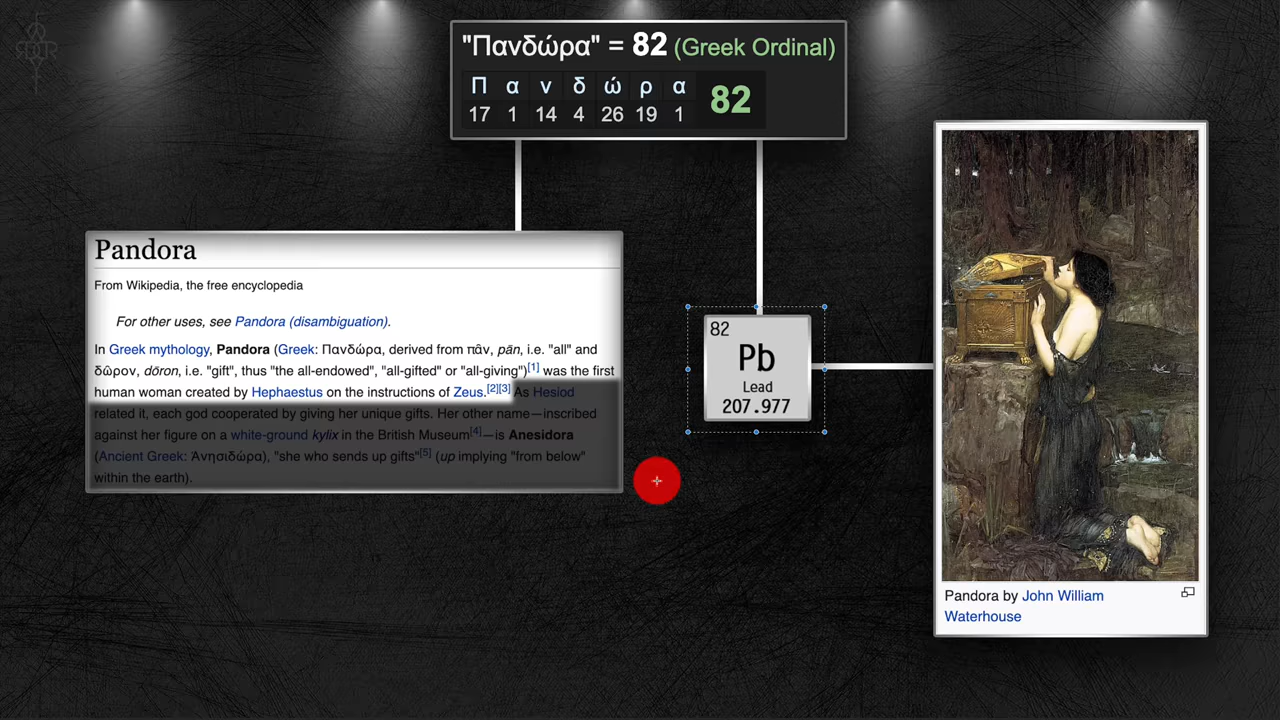 "Πανδώρα" = 82 (Greek Ordinal)
Π α ν δ ώ ρ α
17 1 14 4 26 19 1 82
Pandora
From Wikipedia, the free encyclopedia
For other uses, see Pandora (disambiguation).
In Greek mythology, Pandora (Greek: Πανδώρα, derived from πᾶν, pān, i.e. "all" and
δῶρον, dōron, i.e. "gift", thus "the all-endowed", "all-gifted" or "all-giving")[1] was the first
human woman created by Hephaestus on the instructions of Zeus.[2][3] As Hesiod
related it, each god cooperated by giving her unique gifts. Her other name—inscribed
against her figure on a white-ground kylix in the British Museum[4]—is Anesidora
(Ancient Greek: Ἀνησιδώρα), "she who sends up gifts"[5] (up implying "from below"
within the earth).
82
Pb
Lead
207.977
Pandora by John William
Waterhouse